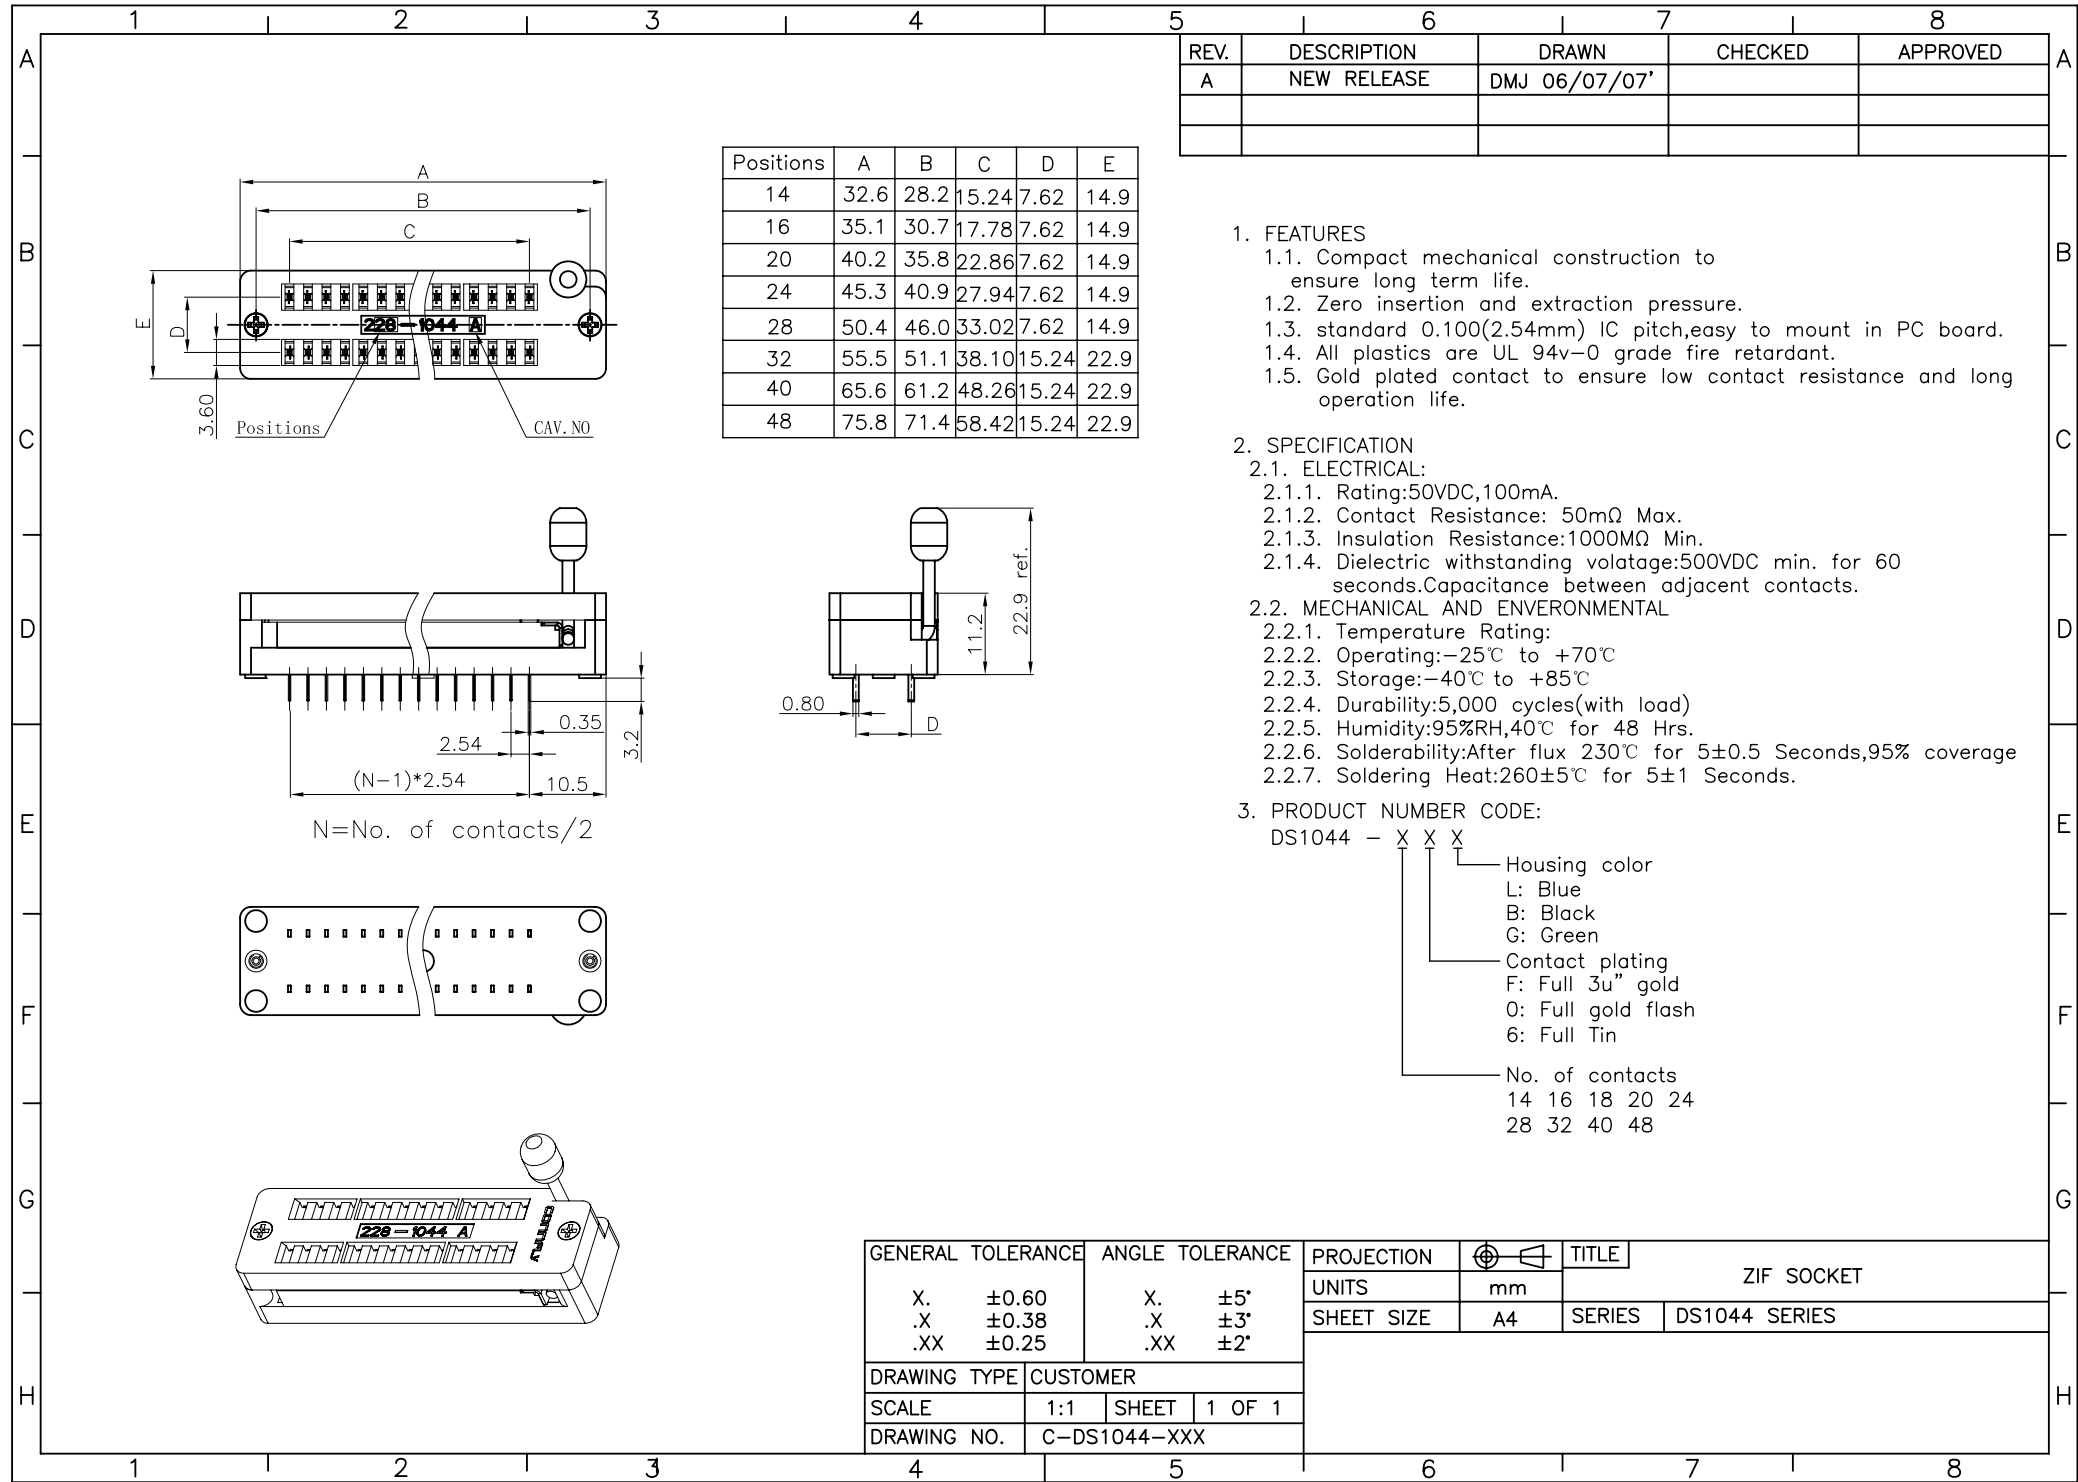 1 2 3 4 5 6 7 8
A B C D E F G H
A B C D E F G H
REV. DESCRIPTION DRAWN CHECKED APPROVED
A NEW RELEASE DMJ 06/07/07'
A
B
C
E
D
3.60
228-1044 A
Positions
CAV.NO
Positions A B C D E
14 32.6 28.2 15.24 7.62 14.9
16 35.1 30.7 17.78 7.62 14.9
20 40.2 35.8 22.86 7.62 14.9
24 45.3 40.9 27.94 7.62 14.9
28 50.4 46.0 33.02 7.62 14.9
32 55.5 51.1 38.10 15.24 22.9
40 65.6 61.2 48.26 15.24 22.9
48 75.8 71.4 58.42 15.24 22.9
1. FEATURES
1.1. Compact mechanical construction to
ensure long term life.
1.2. Zero insertion and extraction pressure.
1.3. standard 0.100(2.54mm) IC pitch,easy to mount in PC board.
1.4. All plastics are UL 94v-0 grade fire retardant.
1.5. Gold plated contact to ensure low contact resistance and long
operation life.
2. SPECIFICATION
2.1. ELECTRICAL:
2.1.1. Rating:50VDC,100mA.
2.1.2. Contact Resistance: 50mΩ Max.
2.1.3. Insulation Resistance:1000MΩ Min.
2.1.4. Dielectric withstanding volatage:500VDC min. for 60
seconds.Capacitance between adjacent contacts.
2.2. MECHANICAL AND ENVERONMENTAL
2.2.1. Temperature Rating:
2.2.2. Operating:-25℃ to +70℃
2.2.3. Storage:-40℃ to +85℃
2.2.4. Durability:5,000 cycles(with load)
2.2.5. Humidity:95%RH,40℃ for 48 Hrs.
2.2.6. Solderability:After flux 230℃ for 5±0.5 Seconds,95% coverage
2.2.7. Soldering Heat:260±5℃ for 5±1 Seconds.
3. PRODUCT NUMBER CODE:
DS1044 - X X X
Housing color
L: Blue
B: Black
G: Green
Contact plating
F: Full 3u" gold
0: Full gold flash
6: Full Tin
No. of contacts
14 16 18 20 24
28 32 40 48
0.35
2.54
3.2
(N-1)*2.54
10.5
N=No. of contacts/2
11.2
22.9 ref.
0.80
D
228-1044 A
CONNFLY
GENERAL TOLERANCE ANGLE TOLERANCE
X. ±0.60 X. ±5°
.X ±0.38 .X ±3°
.XX ±0.25 .XX ±2°
DRAWING TYPE CUSTOMER
SCALE 1:1 SHEET 1 OF 1
DRAWING NO. C-DS1044-XXX
PROJECTION TITLE
ZIF SOCKET
UNITS mm
SHEET SIZE A4 SERIES DS1044 SERIES
1 2 3 4 5 6 7 8